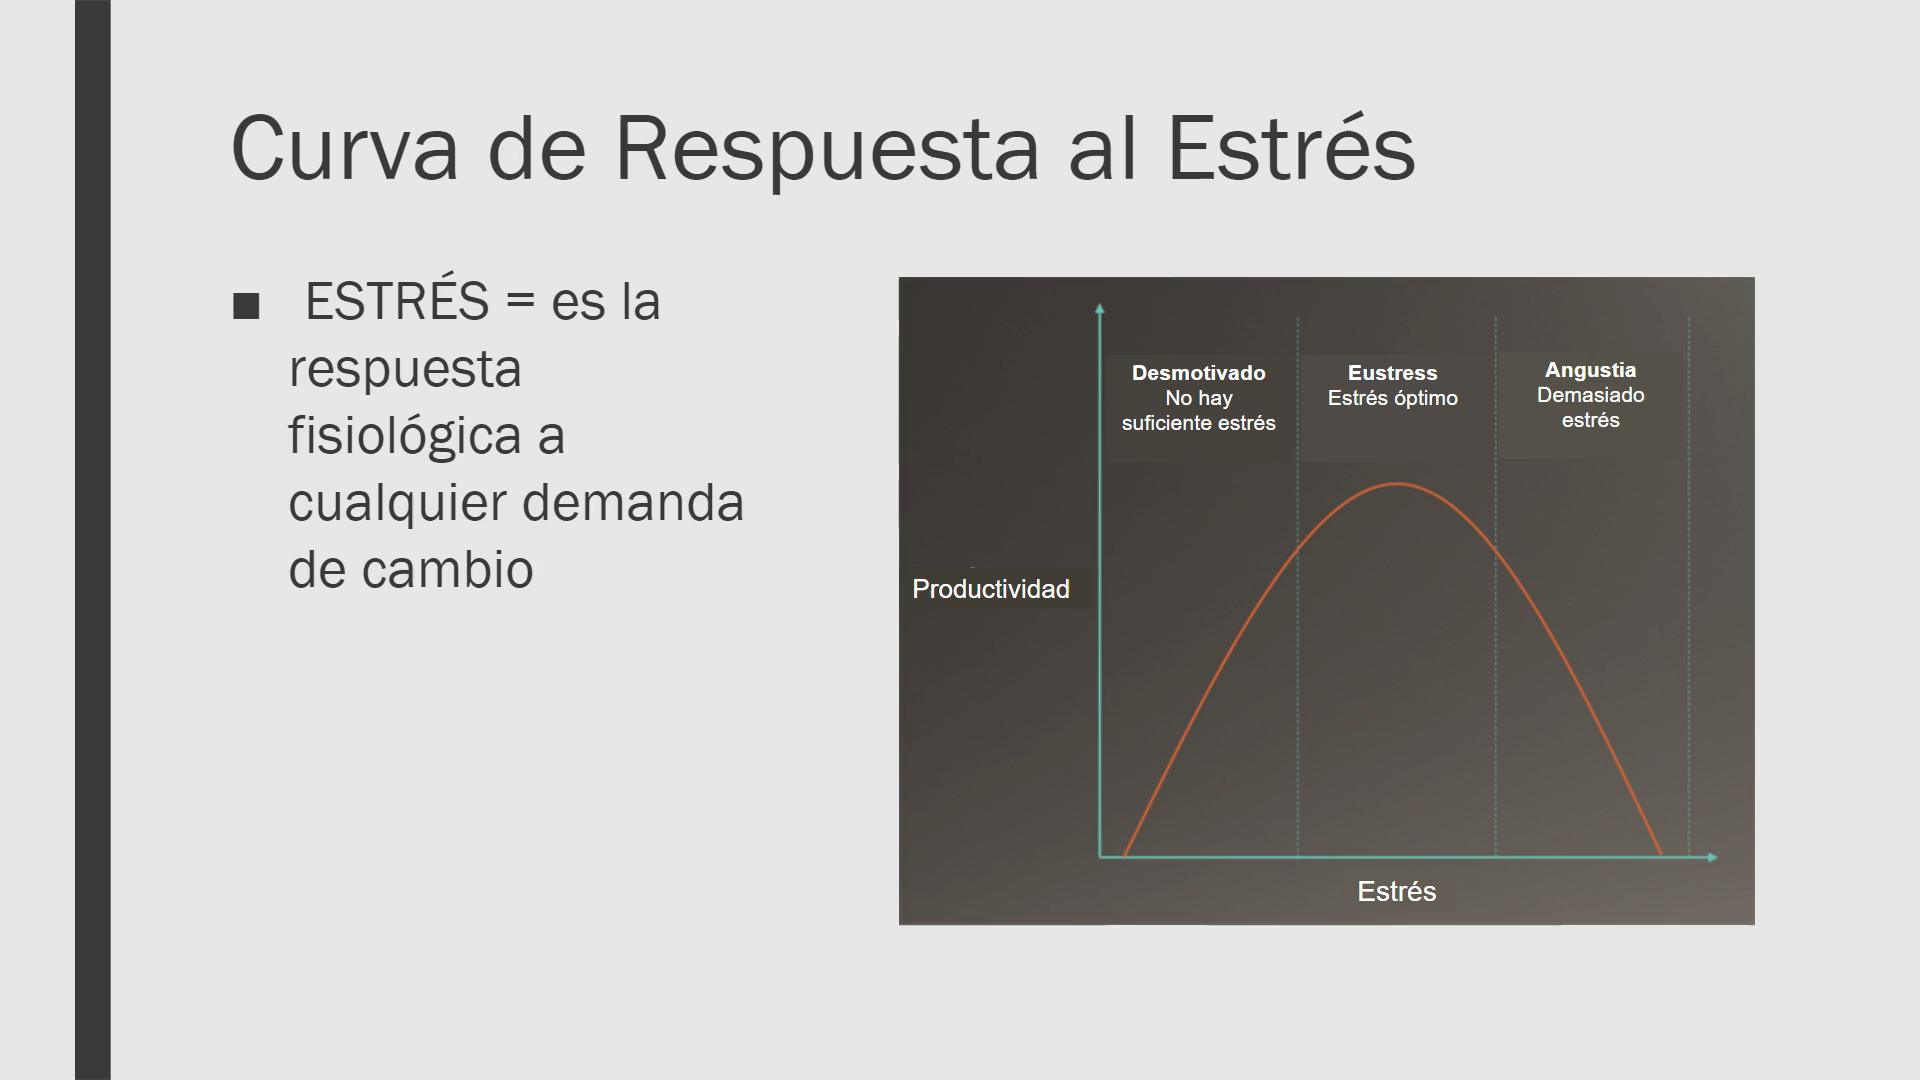 Curva de Respuesta al Estrés
■ ESTRÉS = es la
respuesta
fisiológica a
cualquier demanda
de cambio
Desmotivado
No hay
suficiente estrés
Eustress
Estrés óptimo
Angustia
Demasiado
estrés
Productividad
Estrés